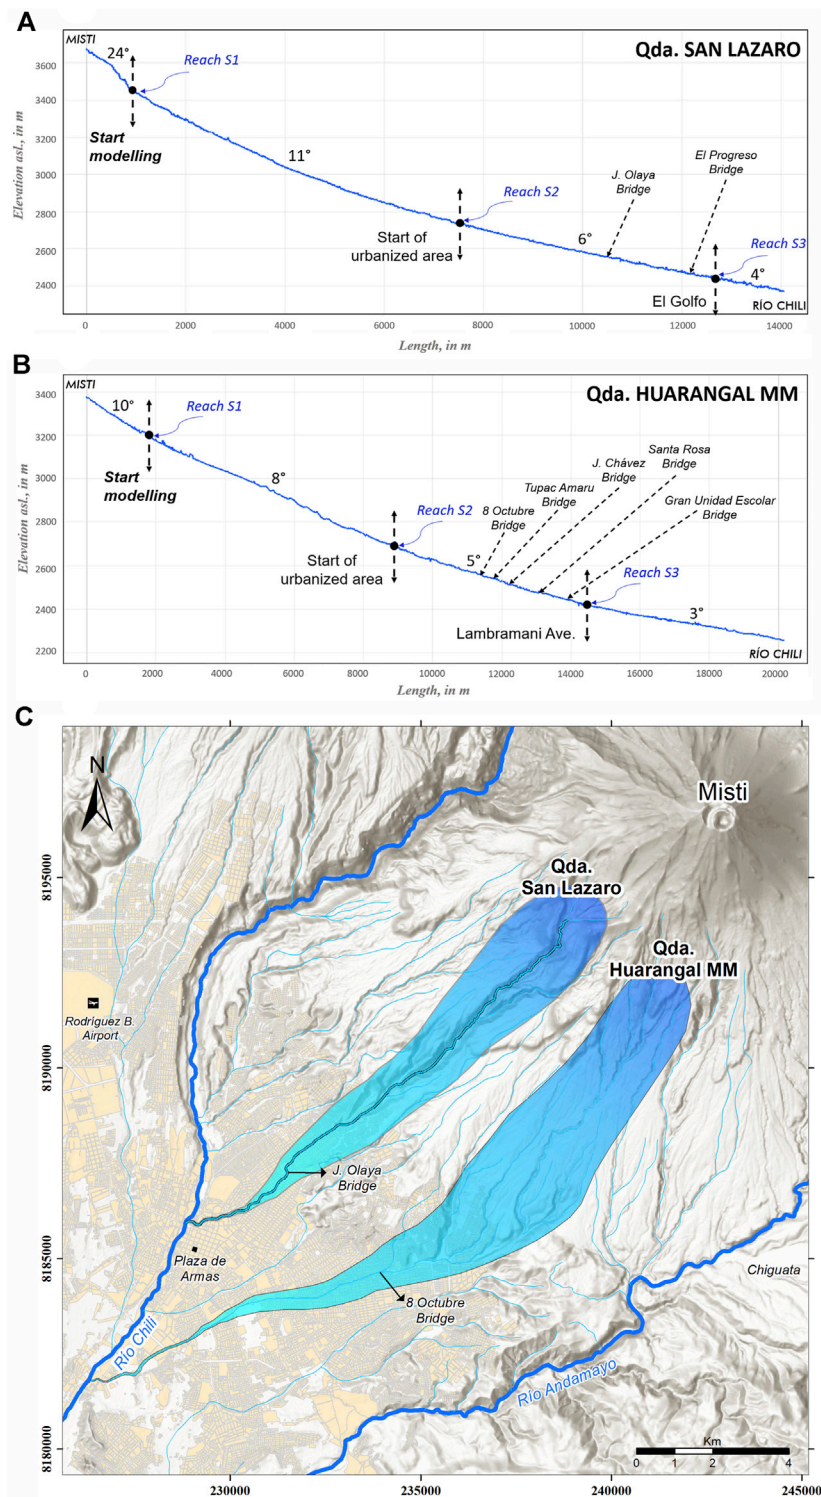 A
MISTI
Qda. SAN LAZARO
24°
Reach S1
Start
modelling
11°
Reach S2
Start of
urbanized area
6°
J. Olaya
Bridge
El Progreso
Bridge
Reach S3
4°
El Golfo
RÍO CHILI
Elevation asl., in m
3600
3400
3200
3000
2800
2600
2400
0
2000
4000
6000
8000
10000
12000
14000
Length, in m
B
MISTI
Qda. HUARANGAL MM
10°
Reach S1
Start
modelling
8°
Reach S2
Start of
urbanized area
5°
8 Octubre
Bridge
Tupac Amaru
Bridge
J. Chávez
Bridge
Santa Rosa
Bridge
Gran Unidad Escolar
Bridge
Reach S3
3°
Lambramani Ave.
RÍO CHILI
Elevation asl., in m
3400
3200
3000
2800
2600
2400
2200
0
2000
4000
6000
8000
10000
12000
14000
16000
18000
20000
Length, in m
C
N
Misti
Qda.
San Lazaro
Qda.
Huarangal MM
Rodríguez B.
Airport
J. Olaya
Bridge
Plaza de
Armas
8 Octubre
Bridge
Chiguata
Río Chili
Río Andamayo
Km
0 1 2 4
8195000
8190000
8185000
8180000
230000
235000
240000
245000